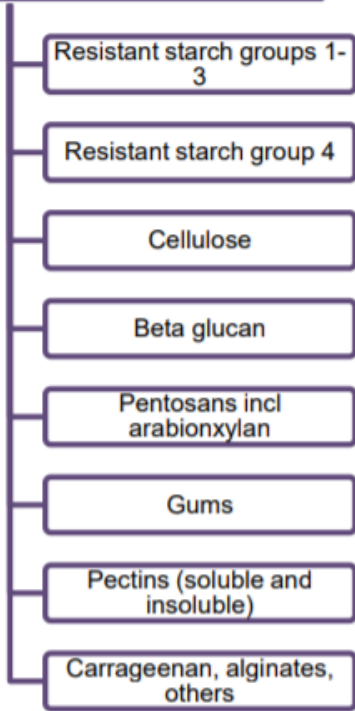 Resistant starch groups 1-
3
Resistant starch group 4
Cellulose
Beta glucan
Pentosans incl
arabionxylan
Gums
Pectins (soluble and
insoluble)
Carrageenan, alginates,
others